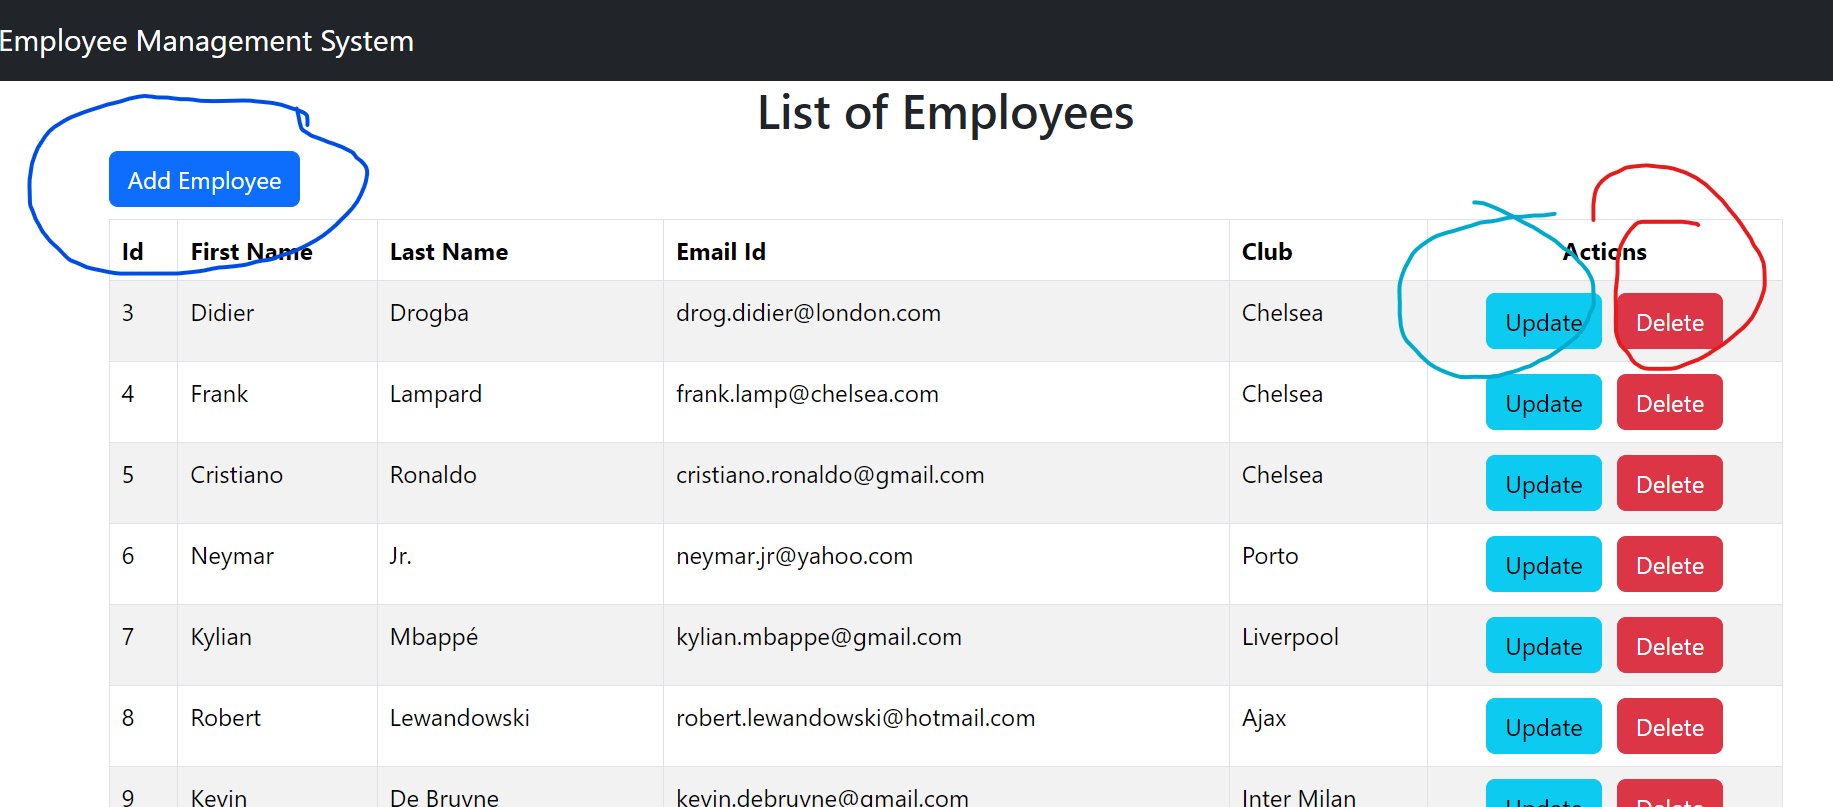 Employee Management System
List of Employees
Add Employee
Id First Name Last Name Email Id Club Actions
3 Didier Drogba drog.didier@london.com Chelsea Update Delete
4 Frank Lampard frank.lamp@chelsea.com Chelsea Update Delete
5 Cristiano Ronaldo cristiano.ronaldo@gmail.com Chelsea Update Delete
6 Neymar Jr. neymar.jr@yahoo.com Porto Update Delete
7 Kylian Mbappé kylian.mbappe@gmail.com Liverpool Update Delete
8 Robert Lewandowski robert.lewandowski@hotmail.com Ajax Update Delete
9 Kevin De Bruyne kevin.debruyne@gmail.com Inter Milan Update Delete